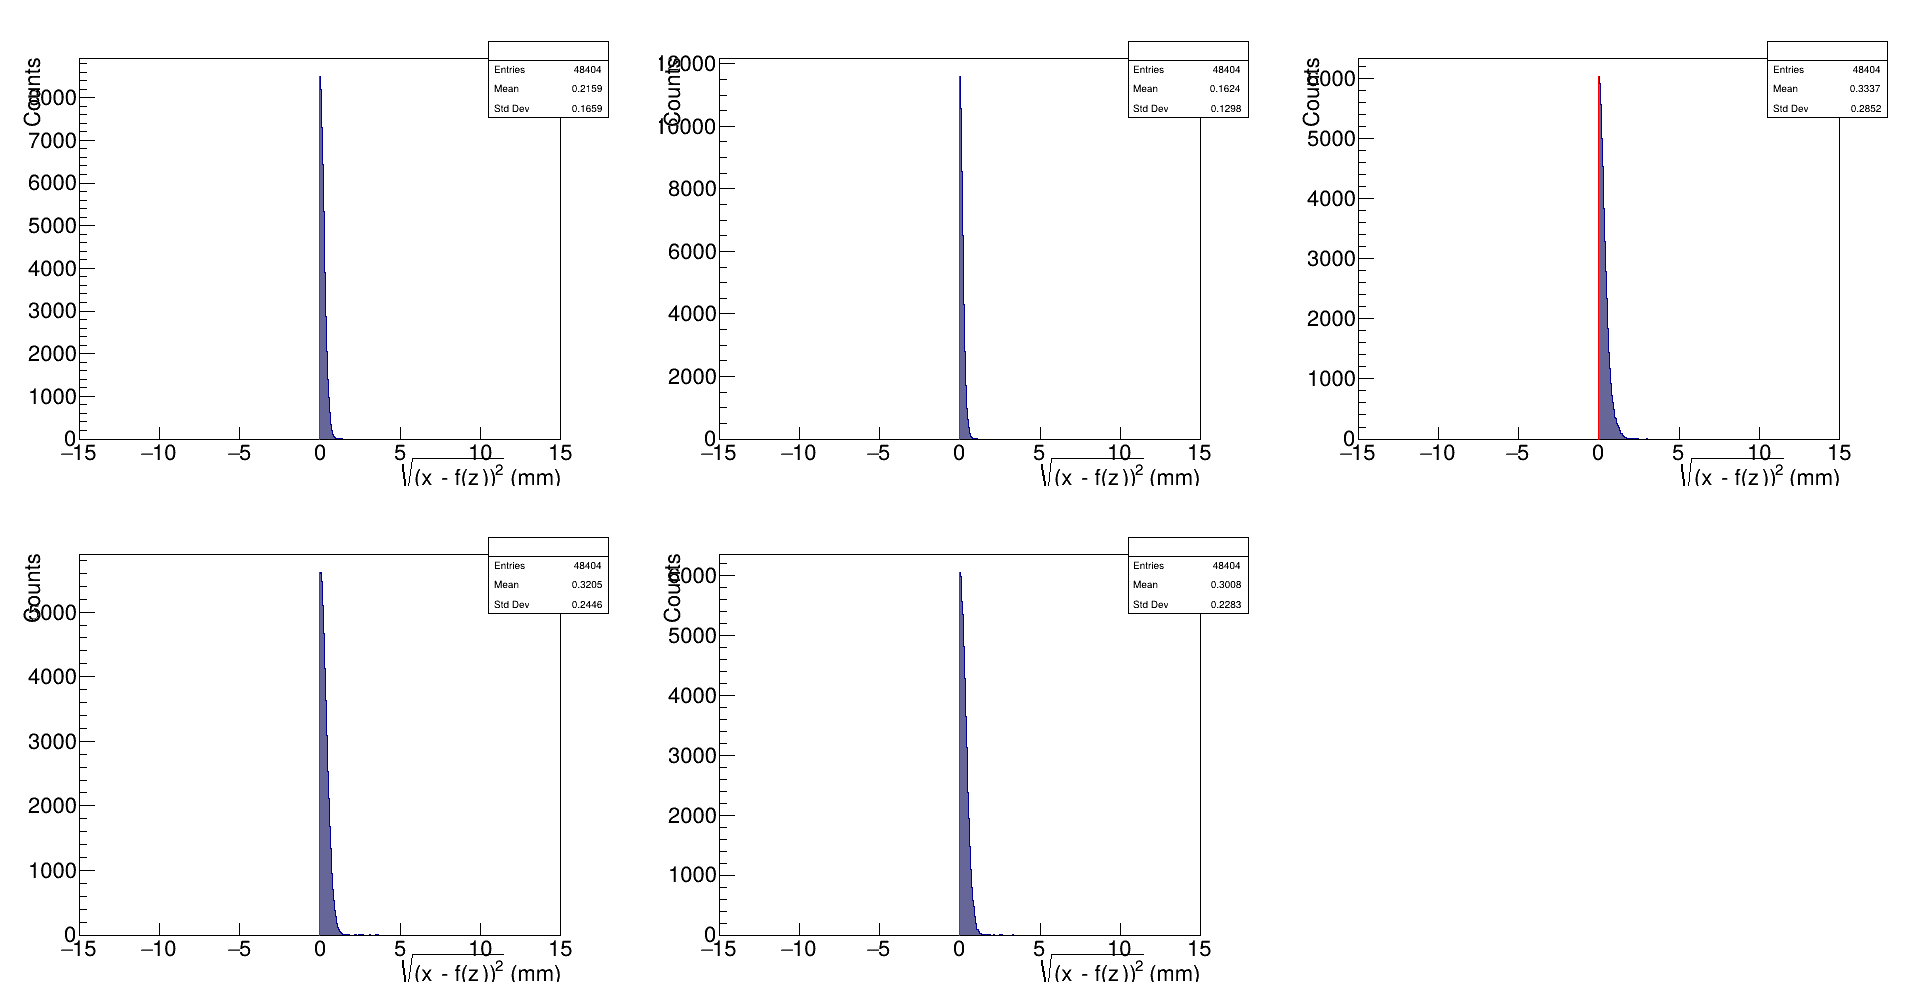 Counts
8000
7000
6000
5000
4000
3000
2000
1000
0
−15 −10 −5 0 5 10 15
√(x - f(z))² (mm)
Entries 48404
Mean 0.2159
Std Dev 0.1659
Counts
12000
10000
8000
6000
4000
2000
0
−15 −10 −5 0 5 10 15
√(x - f(z))² (mm)
Entries 48404
Mean 0.1624
Std Dev 0.1298
Counts
6000
5000
4000
3000
2000
1000
0
−15 −10 −5 0 5 10 15
√(x - f(z))² (mm)
Entries 48404
Mean 0.3337
Std Dev 0.2852
Counts
5000
4000
3000
2000
1000
0
−15 −10 −5 0 5 10 15
√(x - f(z))² (mm)
Entries 48404
Mean 0.3205
Std Dev 0.2446
Counts
6000
5000
4000
3000
2000
1000
0
−15 −10 −5 0 5 10 15
√(x - f(z))² (mm)
Entries 48404
Mean 0.3008
Std Dev 0.2283